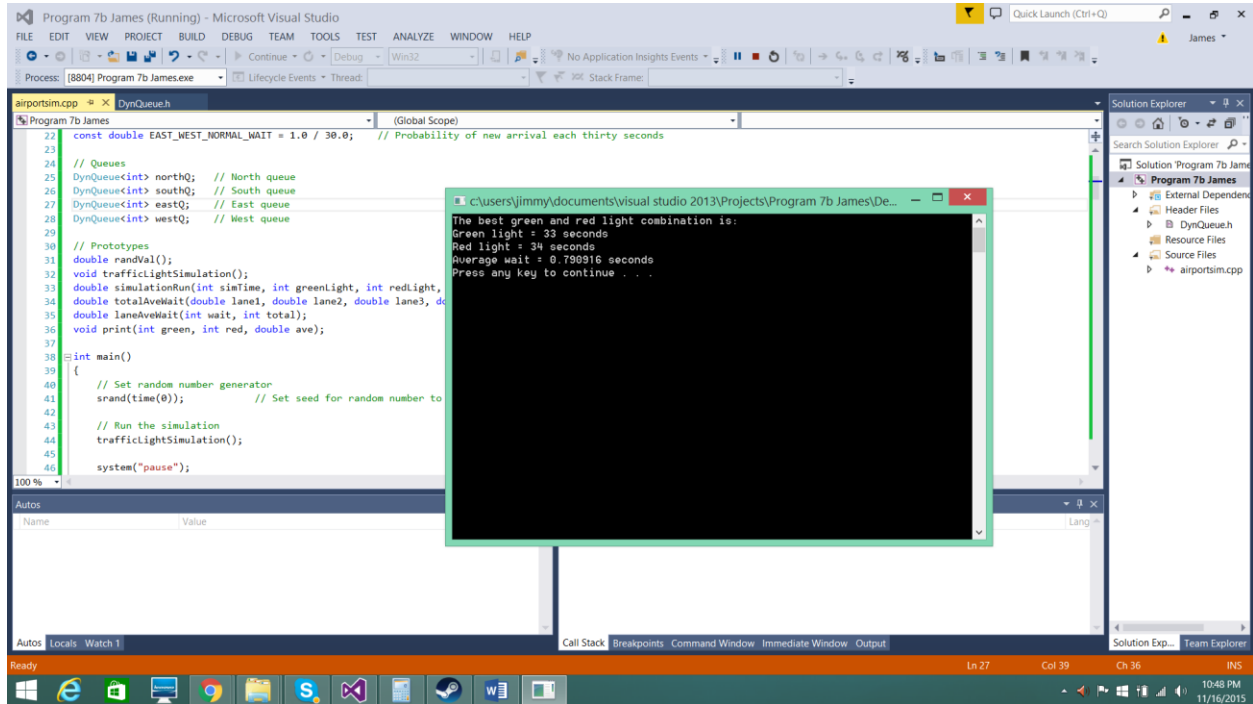 Program 7b James (Running) - Microsoft Visual Studio
Quick Launch (Ctrl+Q)
FILE EDIT VIEW PROJECT BUILD DEBUG TEAM TOOLS TEST ANALYZE WINDOW HELP
James
Continue Debug Win32 No Application Insights Events
Process: [8804] Program 7b James.exe Lifecycle Events Thread: Stack Frame:
airportsim.cpp DynQueue.h
Program 7b James (Global Scope)
22 const double EAST_WEST_NORMAL_WAIT = 1.0 / 30.0; // Probability of new arrival each thirty seconds
23
24 // Queues
25 DynQueue<int> northQ; // North queue
26 DynQueue<int> southQ; // South queue
27 DynQueue<int> eastQ; // East queue
28 DynQueue<int> westQ; // West queue
29
30 // Prototypes
31 double randVal();
32 void trafficLightSimulation();
33 double simulationRun(int simTime, int greenLight, int redLight,
34 double totalAveWait(double lane1, double lane2, double lane3, do
35 double laneAveWait(int wait, int total);
36 void print(int green, int red, double ave);
37
38 int main()
39 {
40 // Set random number generator
41 srand(time(0)); // Set seed for random number to
42
43 // Run the simulation
44 trafficLightSimulation();
45
46 system("pause");
100 %
c:\users\jimmy\documents\visual studio 2013\Projects\Program 7b James\De...
The best green and red light combination is:
Green light = 33 seconds
Red light = 34 seconds
Average wait = 0.790916 seconds
Press any key to continue . . .
Solution Explorer
Search Solution Explorer
Solution 'Program 7b Jame
Program 7b James
External Dependenc
Header Files
DynQueue.h
Resource Files
Source Files
airportsim.cpp
Autos
Name Value
Lang
Autos Locals Watch 1
Call Stack Breakpoints Command Window Immediate Window Output
Solution Exp... Team Explorer
Ready Ln 27 Col 39 Ch 36 INS
10:48 PM
11/16/2015